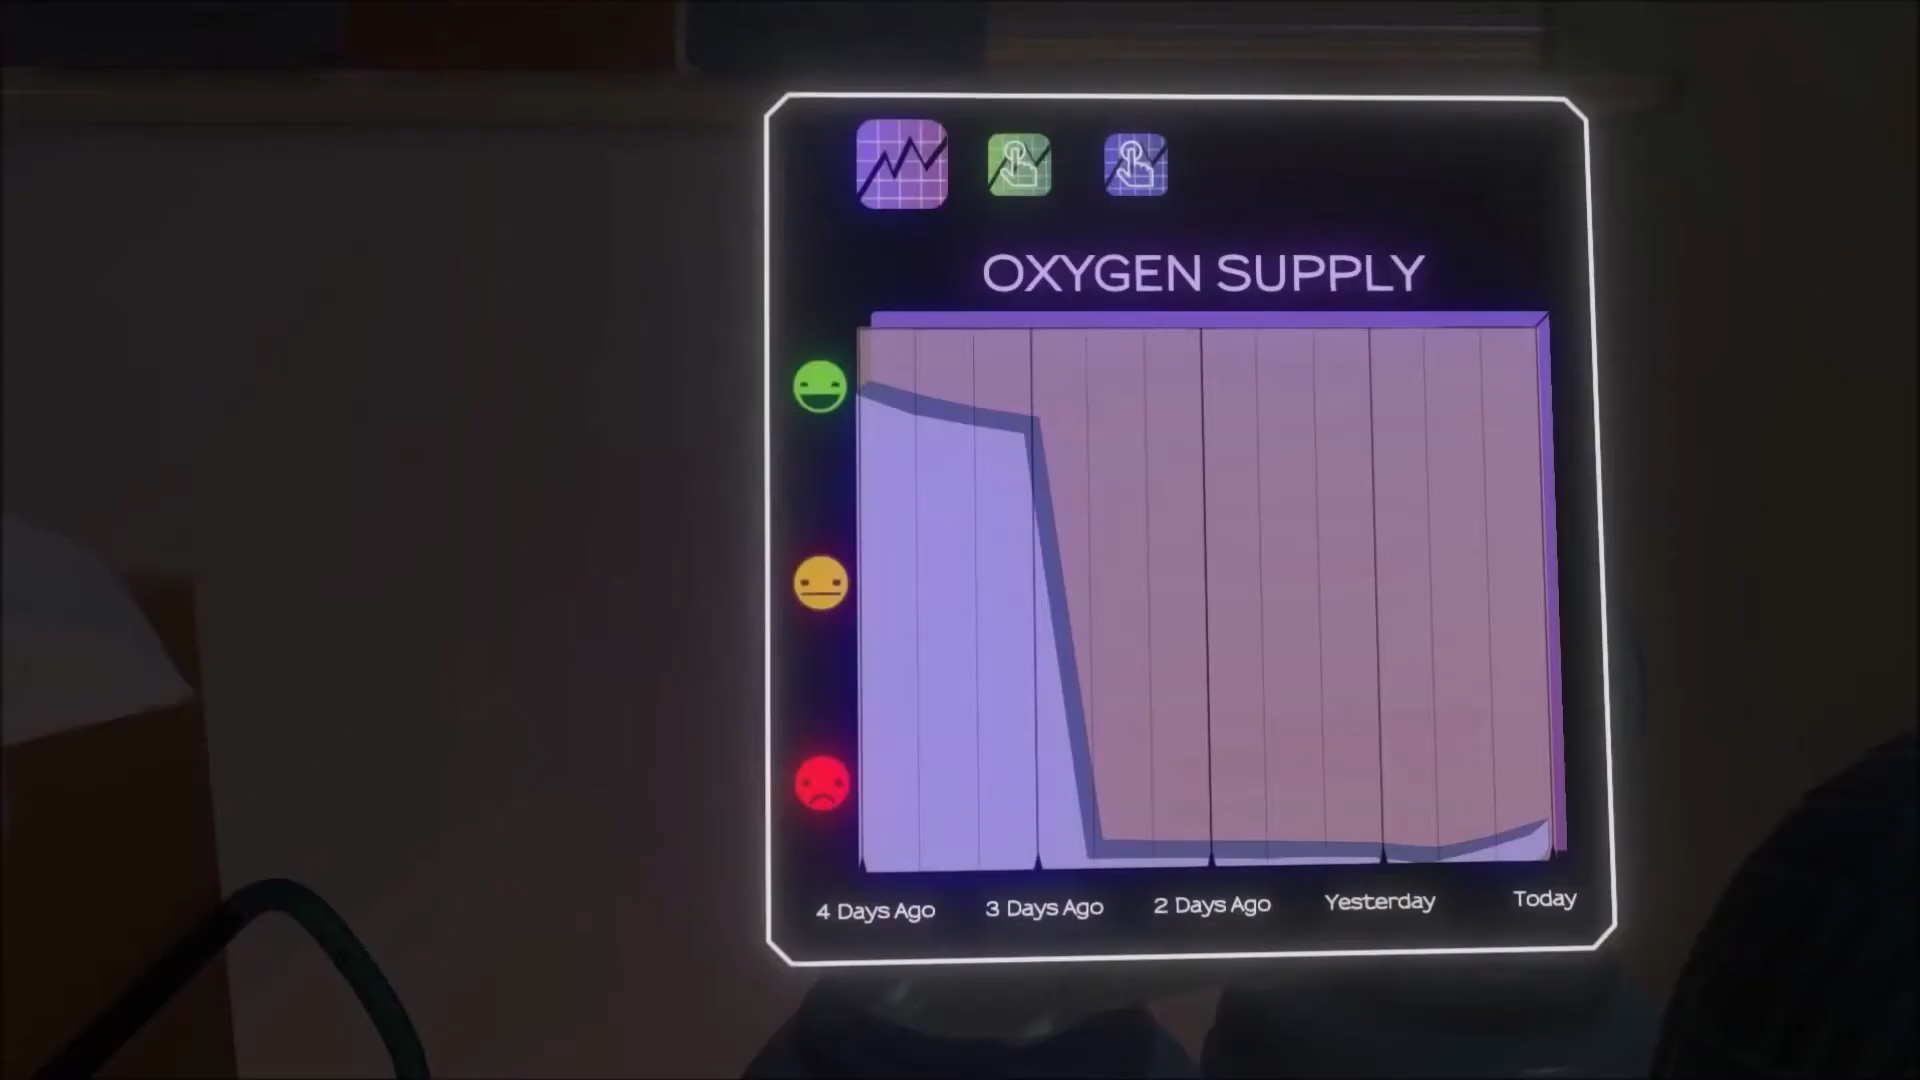 OXYGEN SUPPLY
4 Days Ago
3 Days Ago
2 Days Ago
Yesterday
Today